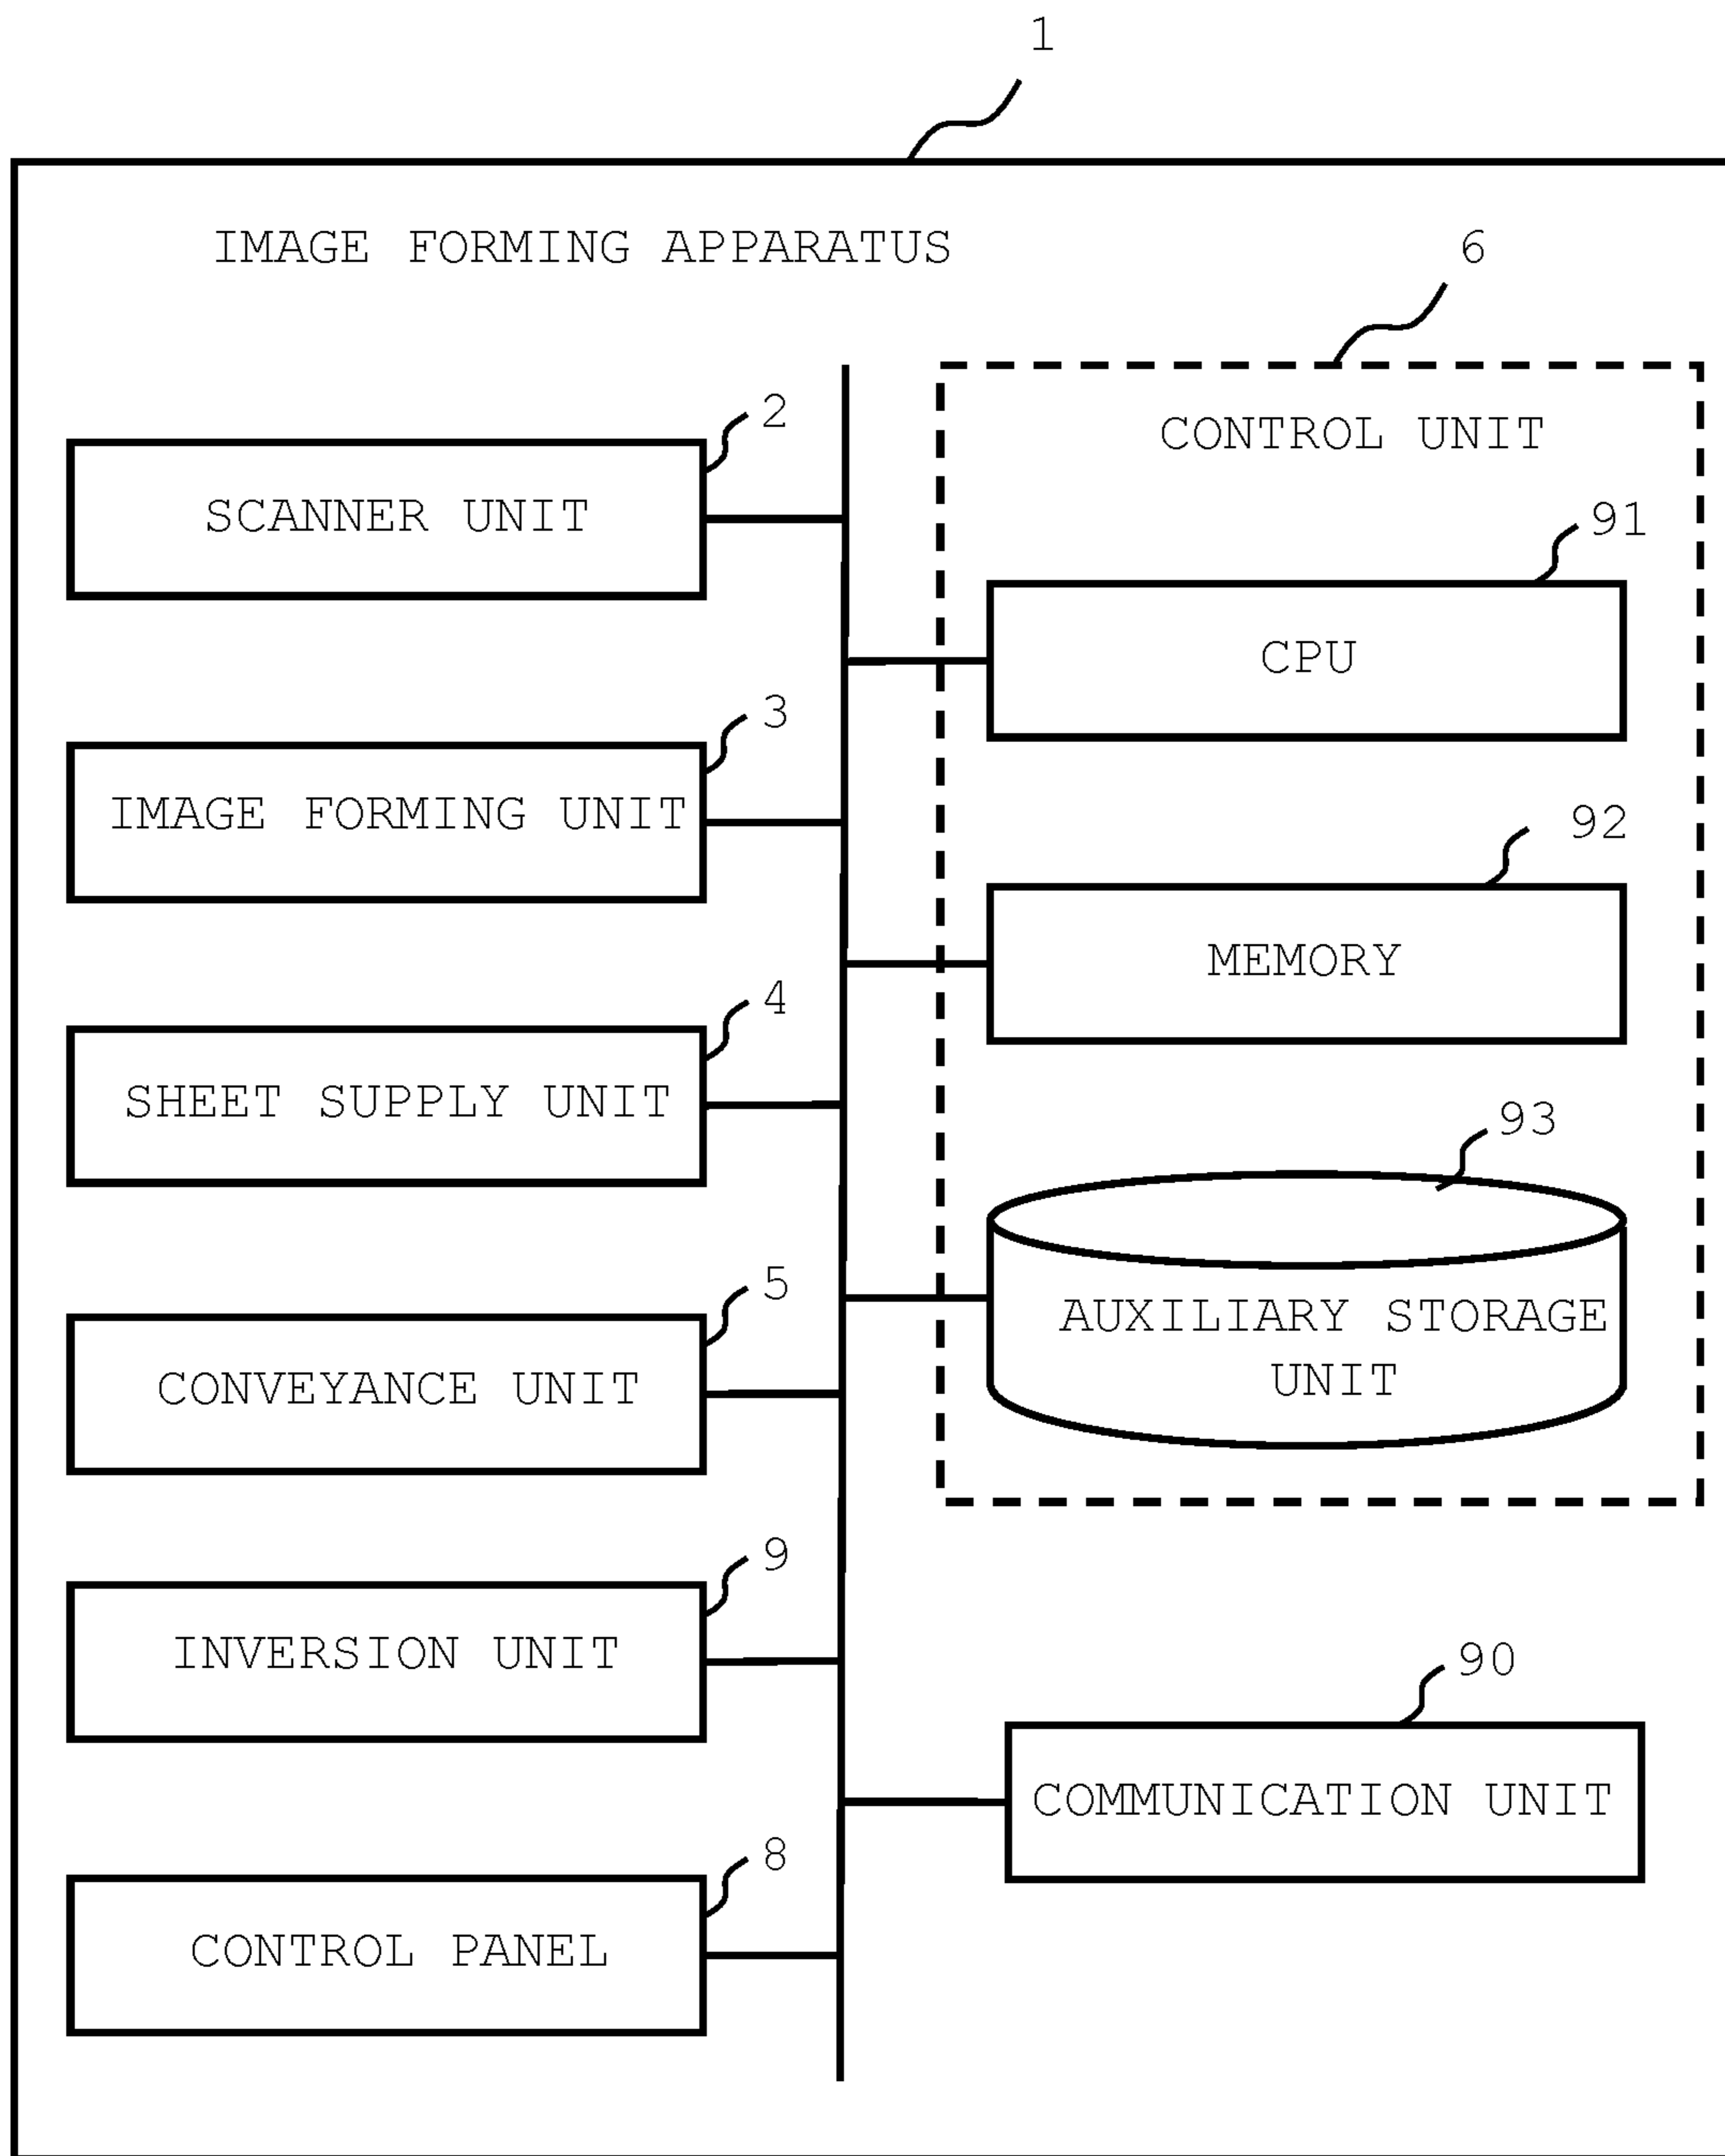 1
IMAGE FORMING APPARATUS
6
2
SCANNER UNIT
3
IMAGE FORMING UNIT
4
SHEET SUPPLY UNIT
5
CONVEYANCE UNIT
9
INVERSION UNIT
8
CONTROL PANEL
CONTROL UNIT
91
CPU
92
MEMORY
93
AUXILIARY STORAGE
UNIT
90
COMMUNICATION UNIT